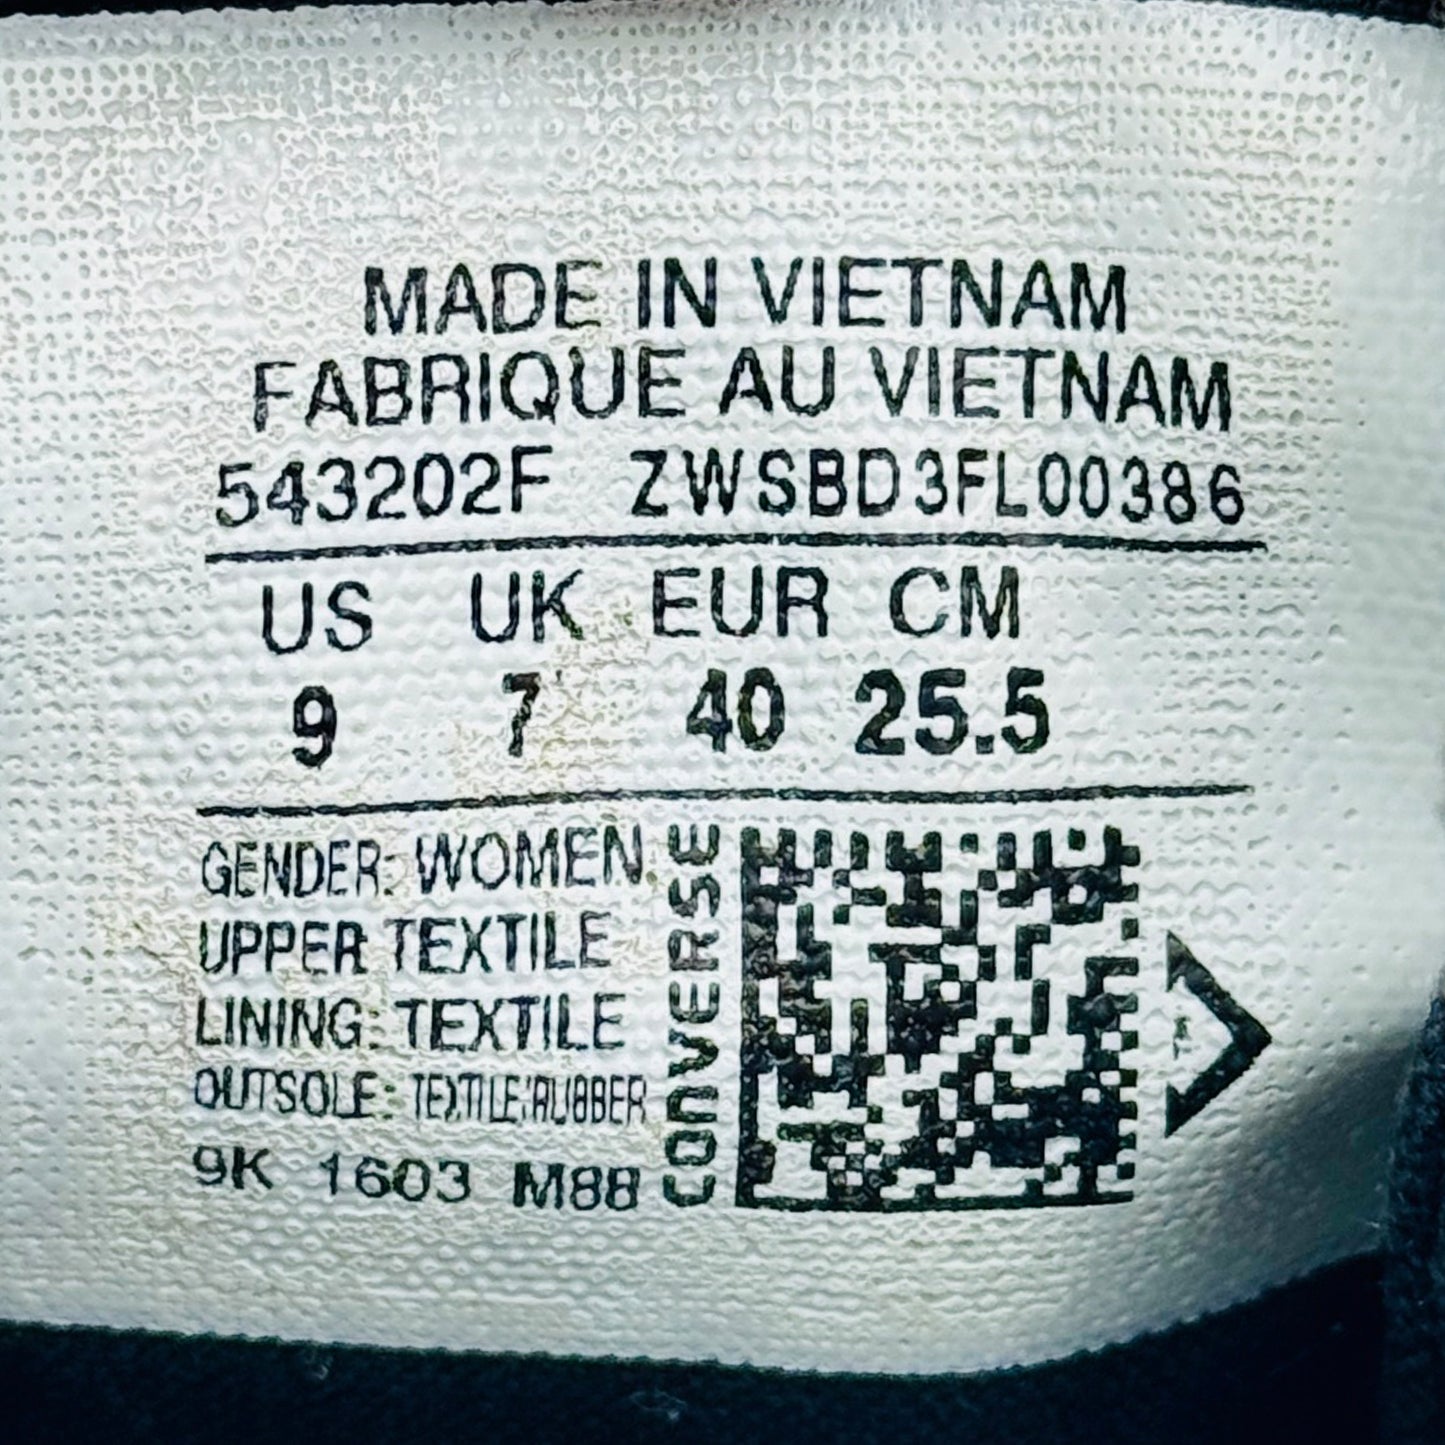 MADE IN VIETNAM
FABRIQUE AU VIETNAM
543202F ZWSBD3FL00386
US UK EUR CM
9 7 40 25.5
GENDER: WOMEN
UPPER TEXTILE
LINING: TEXTILE
OUTSOLE: TEXTILE/RUBBER
9K 1603 M88
CONVERSE
TM